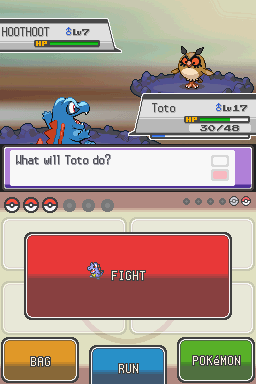 HOOTHOOT ♂Lv7
HP
Toto ♂Lv17
HP
30/48
What will Toto do?
FIGHT
BAG
RUN
POKéMON